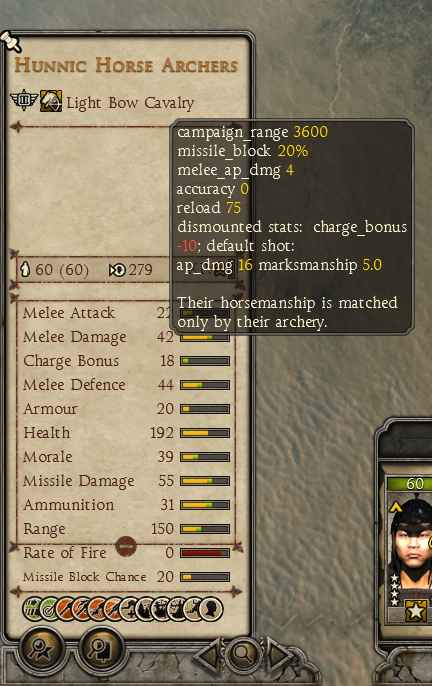 Hunnic Horse Archers
Light Bow Cavalry
campaign_range 3600
missile_block 20%
melee_ap_dmg 4
accuracy 0
reload 75
dismounted stats: charge_bonus
-10; default shot:
ap_dmg 16 marksmanship 5.0
Their horsemanship is matched
only by their archery.
60 (60) 279
Melee Attack 22
Melee Damage 42
Charge Bonus 18
Melee Defence 44
Armour 20
Health 192
Morale 39
Missile Damage 55
Ammunition 31
Range 150
Rate of Fire 0
Missile Block Chance 20
60